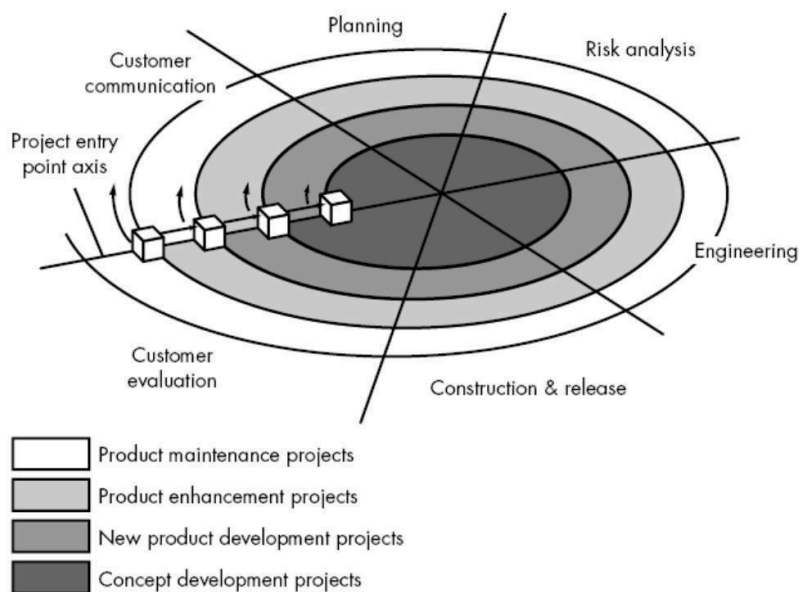 Planning
Risk analysis
Customer
communication
Project entry
point axis
Engineering
Customer
evaluation
Construction & release
Product maintenance projects
Product enhancement projects
New product development projects
Concept development projects